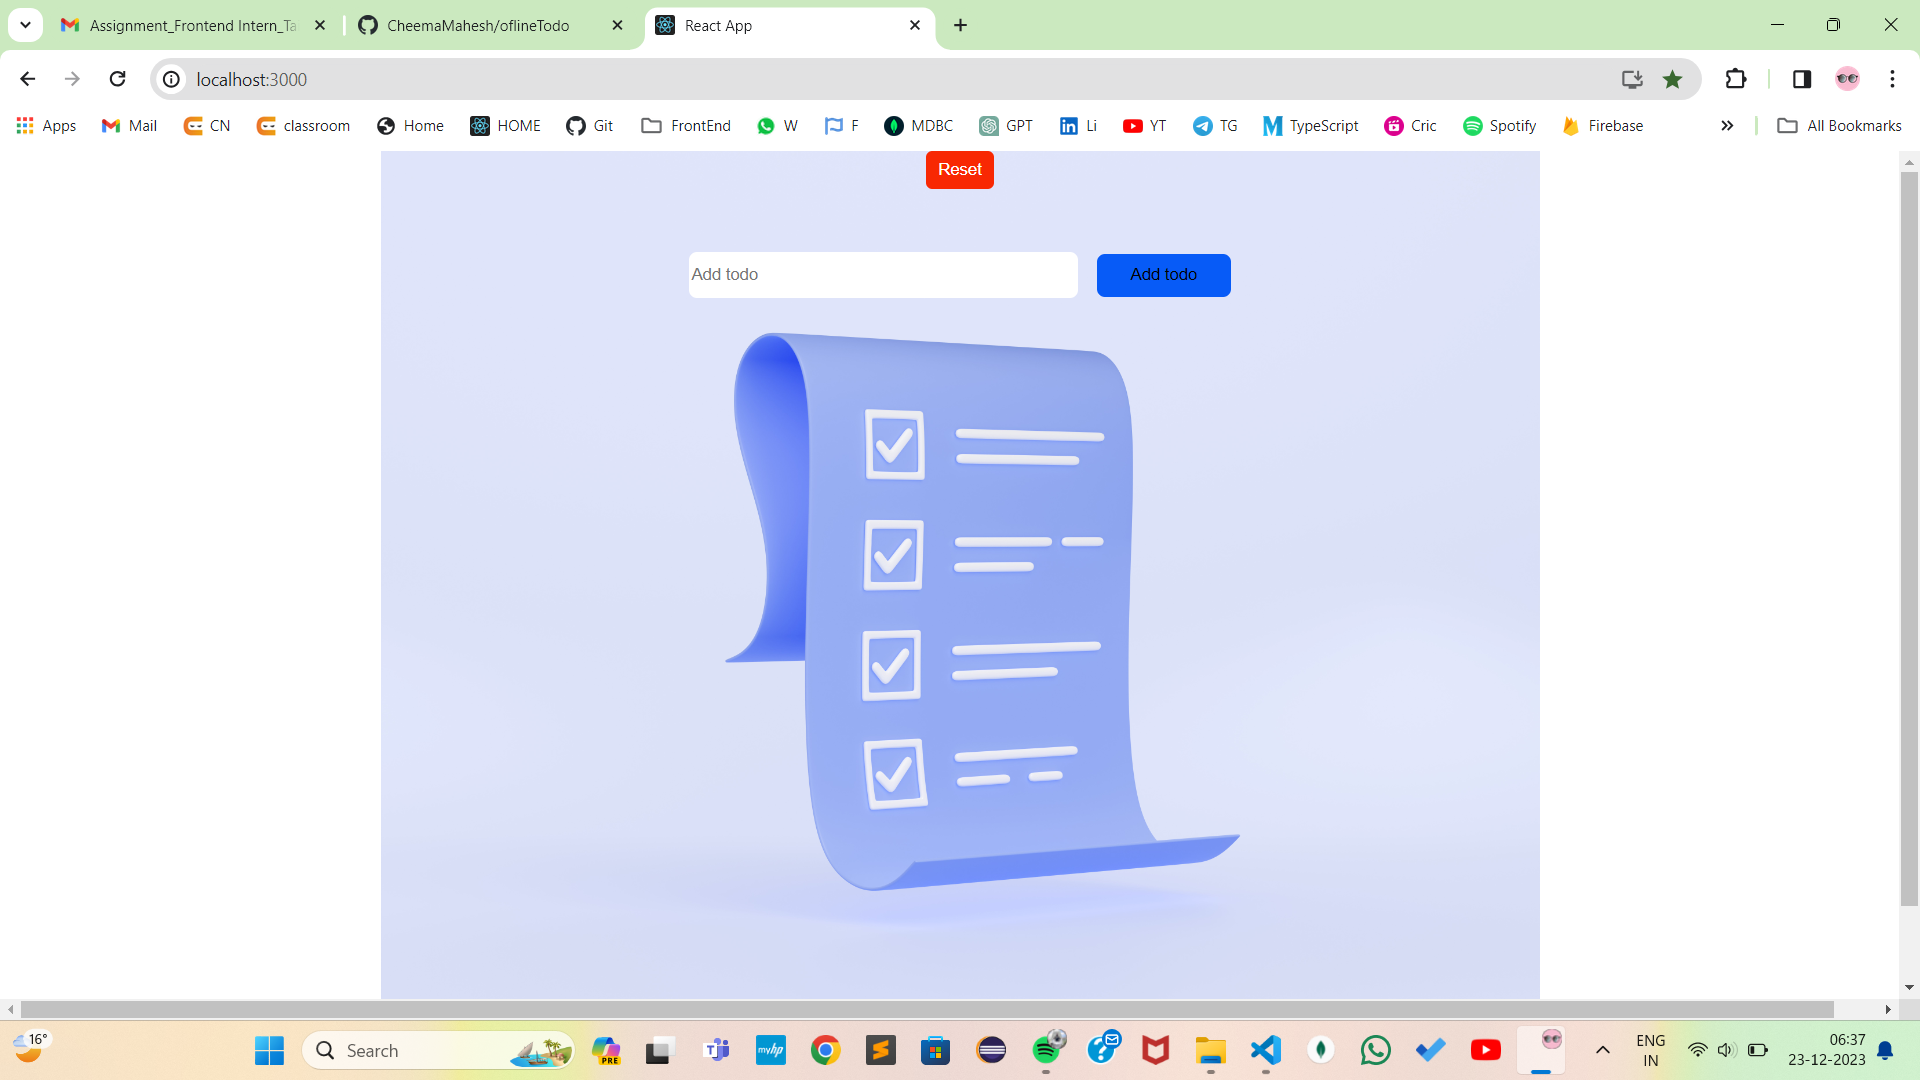 Assignment_Frontend Intern_Ta
CheemaMahesh/oflineTodo
React App
localhost:3000
Apps
Mail
CN
classroom
Home
HOME
Git
FrontEnd
W
F
MDBC
GPT
Li
YT
TG
TypeScript
Cric
Spotify
Firebase
All Bookmarks
Reset
Add todo
Add todo
16°
Search
PRE
myhp
ENG
IN
06:37
23-12-2023